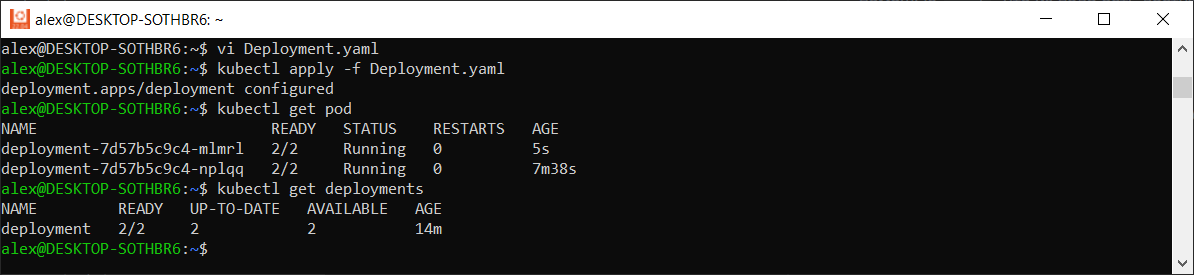 alex@DESKTOP-SOTHBR6: ~
alex@DESKTOP-SOTHBR6:~$ vi Deployment.yaml
alex@DESKTOP-SOTHBR6:~$ kubectl apply -f Deployment.yaml
deployment.apps/deployment configured
alex@DESKTOP-SOTHBR6:~$ kubectl get pod
NAME                          READY   STATUS    RESTARTS   AGE
deployment-7d57b5c9c4-mlmrl   2/2     Running   0          5s
deployment-7d57b5c9c4-nplqq   2/2     Running   0          7m38s
alex@DESKTOP-SOTHBR6:~$ kubectl get deployments
NAME         READY   UP-TO-DATE   AVAILABLE   AGE
deployment   2/2     2            2           14m
alex@DESKTOP-SOTHBR6:~$